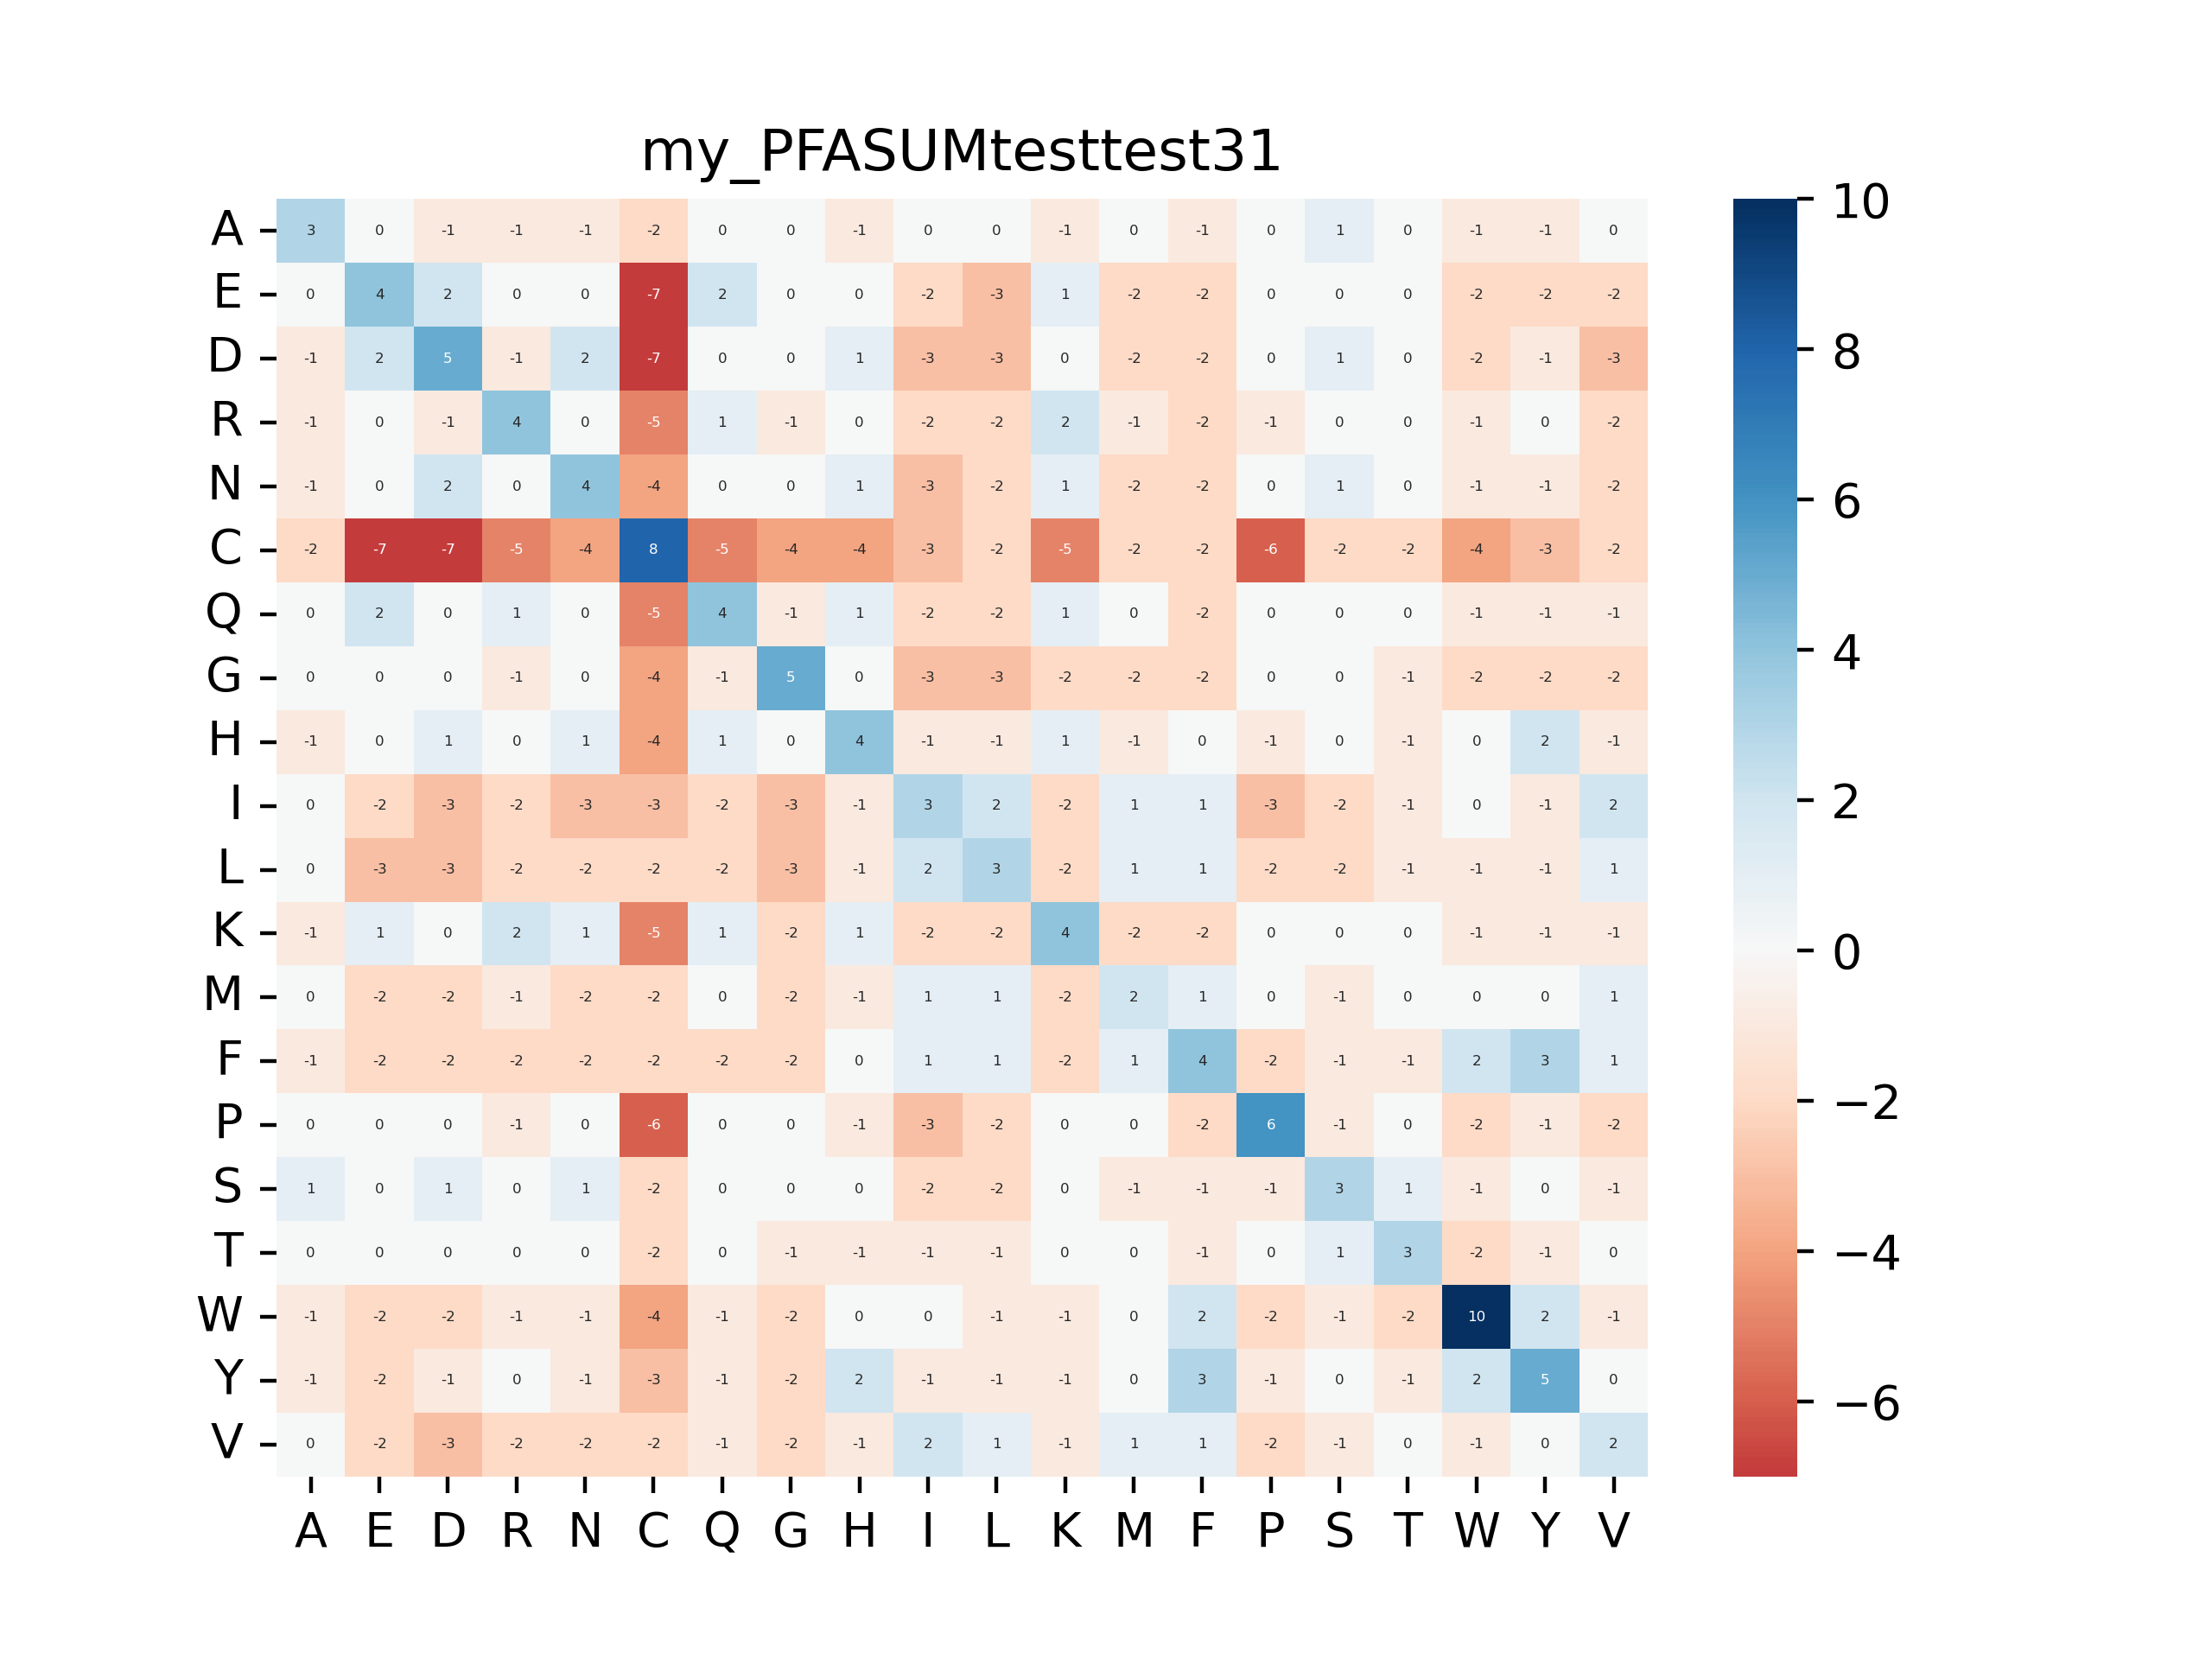 my_PFASUMtesttest31
A 3 0 -1 -1 -1 -2 0 0 -1 0 0 -1 0 -1 0 1 0 -1 -1 0
E 0 4 2 0 0 -7 2 0 0 -2 -3 1 -2 -2 0 0 0 -2 -2 -2
D -1 2 5 -1 2 -7 0 0 1 -3 -3 0 -2 -2 0 1 0 -2 -1 -3
R -1 0 -1 4 0 -5 1 -1 0 -2 -2 2 -1 -2 -1 0 0 -1 0 -2
N -1 0 2 0 4 -4 0 0 1 -3 -2 1 -2 -2 0 1 0 -1 -1 -2
C -2 -7 -7 -5 -4 8 -5 -4 -4 -3 -2 -5 -2 -2 -6 -2 -2 -4 -3 -2
Q 0 2 0 1 0 -5 4 -1 1 -2 -2 1 0 -2 0 0 0 -1 -1 -1
G 0 0 0 -1 0 -4 -1 5 0 -3 -3 -2 -2 -2 0 0 -1 -2 -2 -2
H -1 0 1 0 1 -4 1 0 4 -1 -1 1 -1 0 -1 0 -1 0 2 -1
I 0 -2 -3 -2 -3 -3 -2 -3 -1 3 2 -2 1 1 -3 -2 -1 0 -1 2
L 0 -3 -3 -2 -2 -2 -2 -3 -1 2 3 -2 1 1 -2 -2 -1 -1 -1 1
K -1 1 0 2 1 -5 1 -2 1 -2 -2 4 -2 -2 0 0 0 -1 -1 -1
M 0 -2 -2 -1 -2 -2 0 -2 -1 1 1 -2 2 1 0 -1 0 0 0 1
F -1 -2 -2 -2 -2 -2 -2 -2 0 1 1 -2 1 4 -2 -1 -1 2 3 1
P 0 0 0 -1 0 -6 0 0 -1 -3 -2 0 0 -2 6 -1 0 -2 -1 -2
S 1 0 1 0 1 -2 0 0 0 -2 -2 0 -1 -1 -1 3 1 -1 0 -1
T 0 0 0 0 0 -2 0 -1 -1 -1 -1 0 0 -1 0 1 3 -2 -1 0
W -1 -2 -2 -1 -1 -4 -1 -2 0 0 -1 -1 0 2 -2 -1 -2 10 2 -1
Y -1 -2 -1 0 -1 -3 -1 -2 2 -1 -1 -1 0 3 -1 0 -1 2 5 0
V 0 -2 -3 -2 -2 -2 -1 -2 -1 2 1 -1 1 1 -2 -1 0 -1 0 2
A E D R N C Q G H I L K M F P S T W Y V
10
8
6
4
2
0
−2
−4
−6